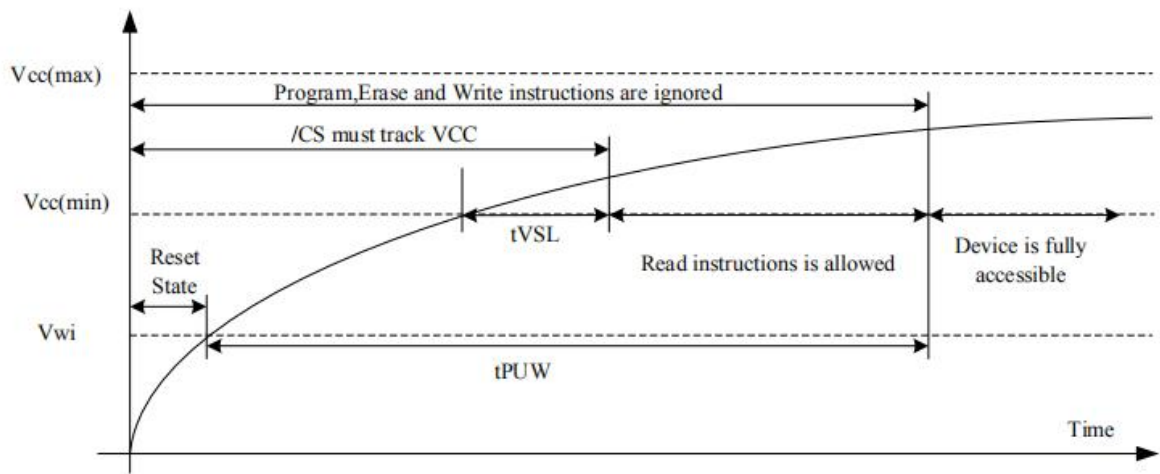 Vcc(max)
Program,Erase and Write instructions are ignored
/CS must track VCC
Vcc(min)
tVSL
Reset
State
Read instructions is allowed
Device is fully
accessible
Vwi
tPUW
Time